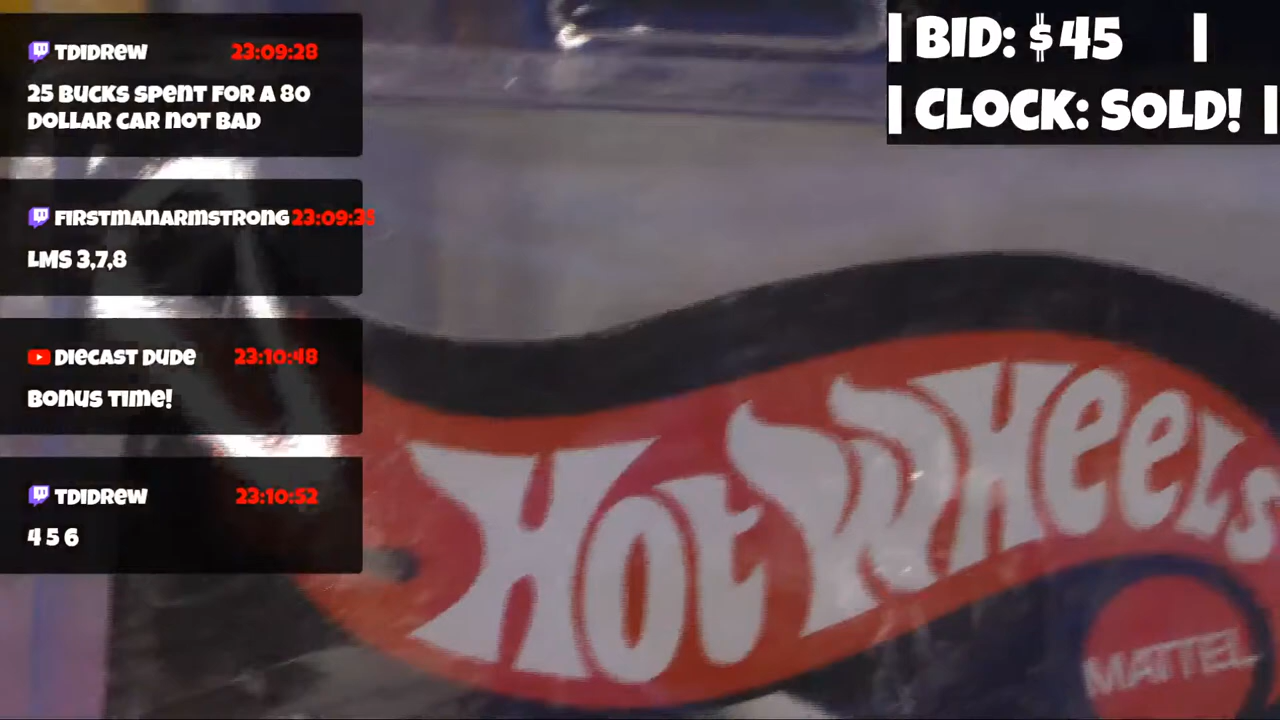 TDIDREW 23:09:28
25 BUCKS SPENT FOR A 80
DOLLAR CAR NOT BAD
FIRSTMANARMSTRONG 23:09:35
LMS 3,7,8
DIECAST DUDE 23:10:48
BONUS TIME!
TDIDREW 23:10:52
4 5 6
| BID: $45 |
| CLOCK: SOLD! |
HOT WHEELS
MATTEL